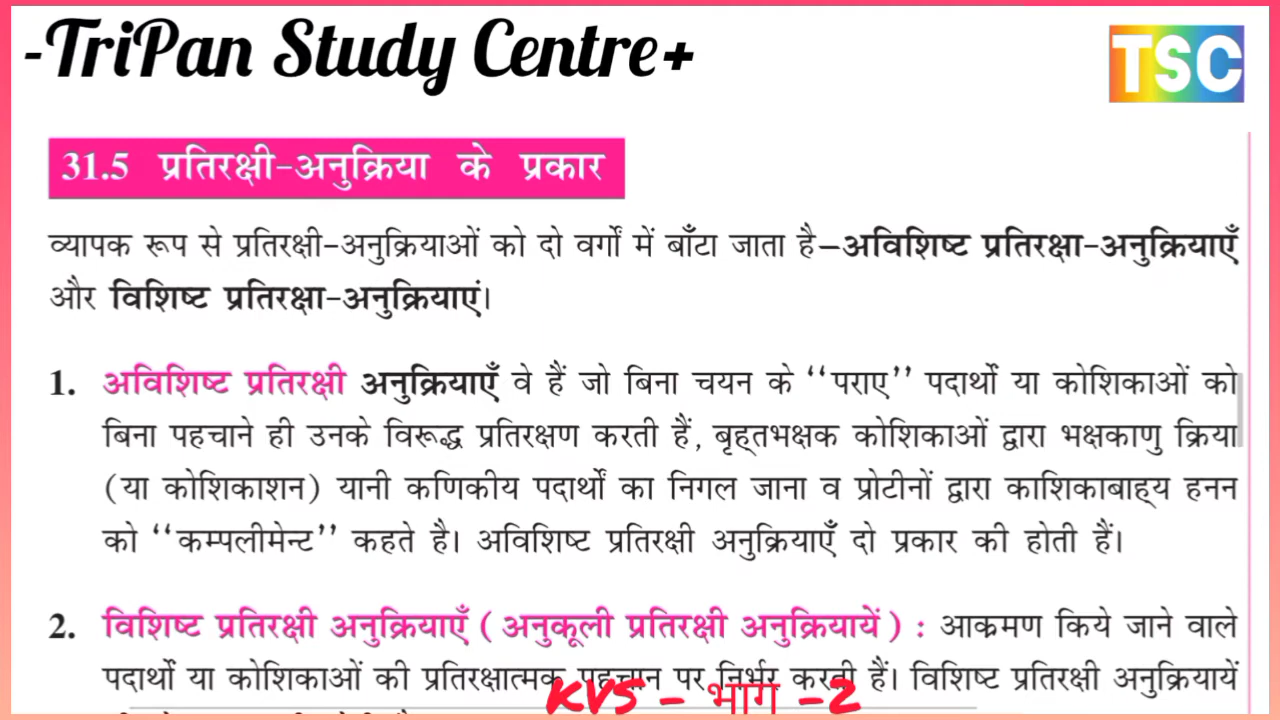 -TriPan Study Centre+
TSC
31.5 प्रतिरक्षी-अनुक्रिया के प्रकार
व्यापक रूप से प्रतिरक्षी-अनुक्रियाओं को दो वर्गों में बाँटा जाता है–अविशिष्ट प्रतिरक्षा-अनुक्रियाएँ
और विशिष्ट प्रतिरक्षा-अनुक्रियाएं।
1. अविशिष्ट प्रतिरक्षी अनुक्रियाएँ वे हैं जो बिना चयन के ‘‘पराए’’ पदार्थों या कोशिकाओं को
बिना पहचाने ही उनके विरूद्ध प्रतिरक्षण करती हैं, बृह्तभक्षक कोशिकाओं द्वारा भक्षकाणु क्रिया
(या कोशिकाशन) यानी कणिकीय पदार्थों का निगल जाना व प्रोटीनों द्वारा काशिकाबाह्य हनन
को ‘‘कम्पलीमेन्ट’’ कहते है। अविशिष्ट प्रतिरक्षी अनुक्रियाएँ दो प्रकार की होती हैं।
2. विशिष्ट प्रतिरक्षी अनुक्रियाएँ (अनुकूली प्रतिरक्षी अनुक्रियायें) : आक्रमण किये जाने वाले
पदार्थों या कोशिकाओं की प्रतिरक्षात्मक पहचान पर निर्भर करती हैं। विशिष्ट प्रतिरक्षी अनुक्रियायें
KVS - भाग -2